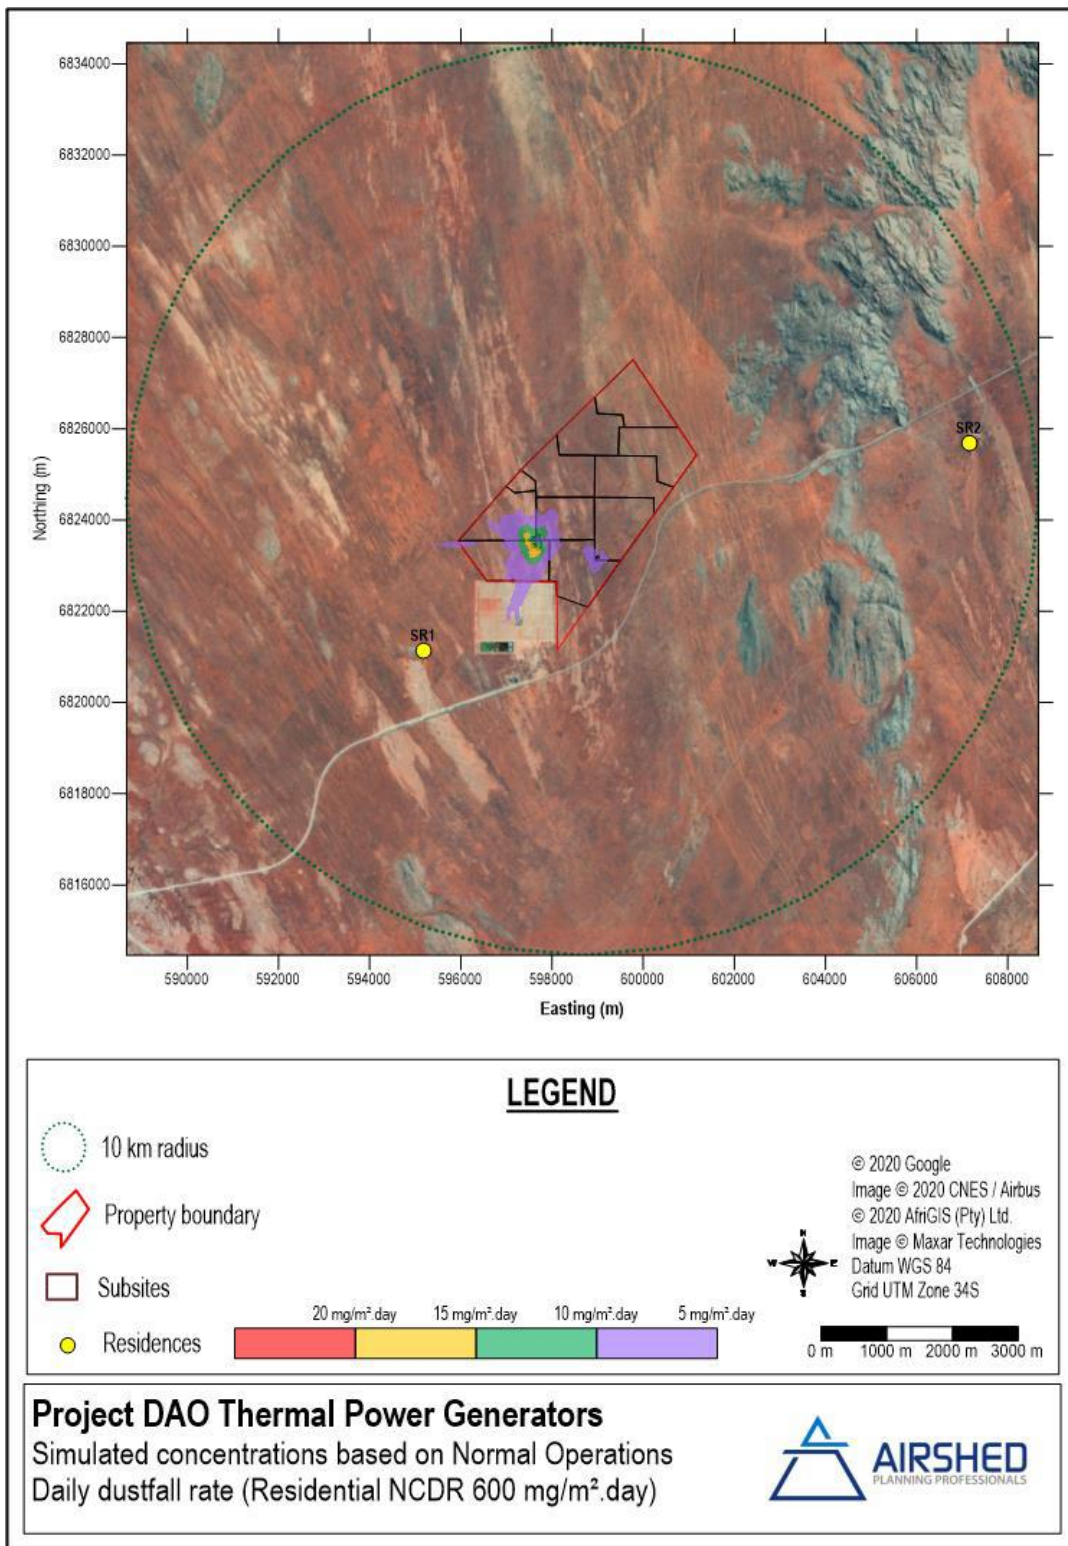 6834000
6832000
6830000
6828000
6826000
6824000
6822000
6820000
6818000
6816000
Northing (m)
SR2
SR1
590000 592000 594000 596000 598000 600000 602000 604000 606000 608000
Easting (m)
LEGEND
10 km radius
Property boundary
Subsites
Residences
20 mg/m².day 15 mg/m².day 10 mg/m².day 5 mg/m².day
© 2020 Google
Image © 2020 CNES / Airbus
© 2020 AfriGIS (Pty) Ltd.
Image © Maxar Technologies
Datum WGS 84
Grid UTM Zone 34S
N
W E
S
0 m 1000 m 2000 m 3000 m
Project DAO Thermal Power Generators
Simulated concentrations based on Normal Operations
Daily dustfall rate (Residential NCDR 600 mg/m².day)
AIRSHED
PLANNING PROFESSIONALS